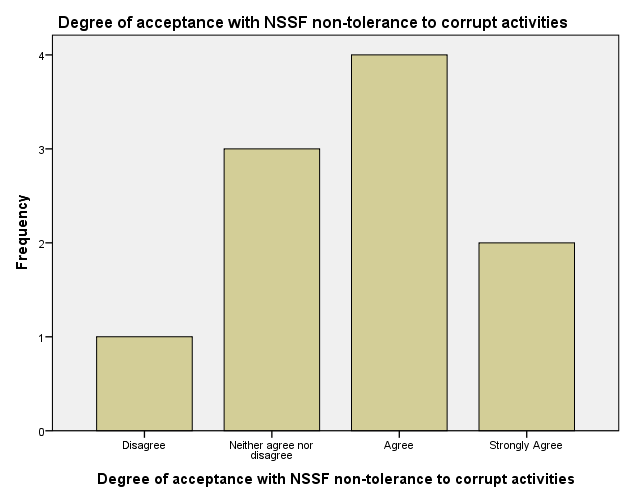 Degree of acceptance with NSSF non-tolerance to corrupt activities
Frequency
4
3
2
1
0
Disagree
Neither agree nor
disagree
Agree
Strongly Agree
Degree of acceptance with NSSF non-tolerance to corrupt activities